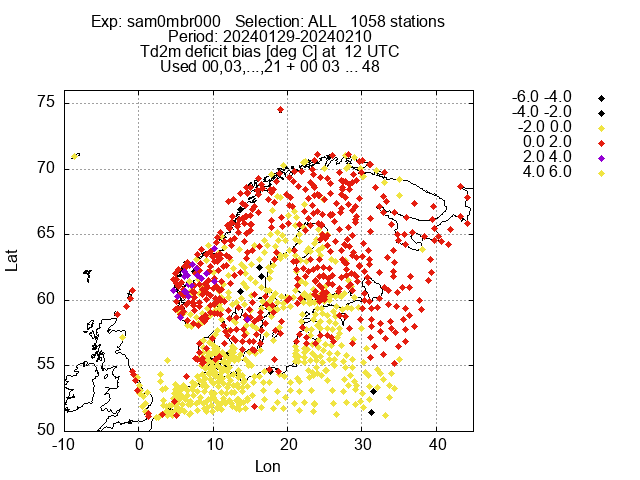 Exp: sam0mbr000 Selection: ALL 1058 stations
Period: 20240129-20240210
Td2m deficit bias [deg C] at 12 UTC
Used 00,03,...,21 + 00 03 ... 48
-6.0 -4.0
-4.0 -2.0
-2.0 0.0
0.0 2.0
2.0 4.0
4.0 6.0
75
70
65
60
55
50
Lat
-10 0 10 20 30 40
Lon